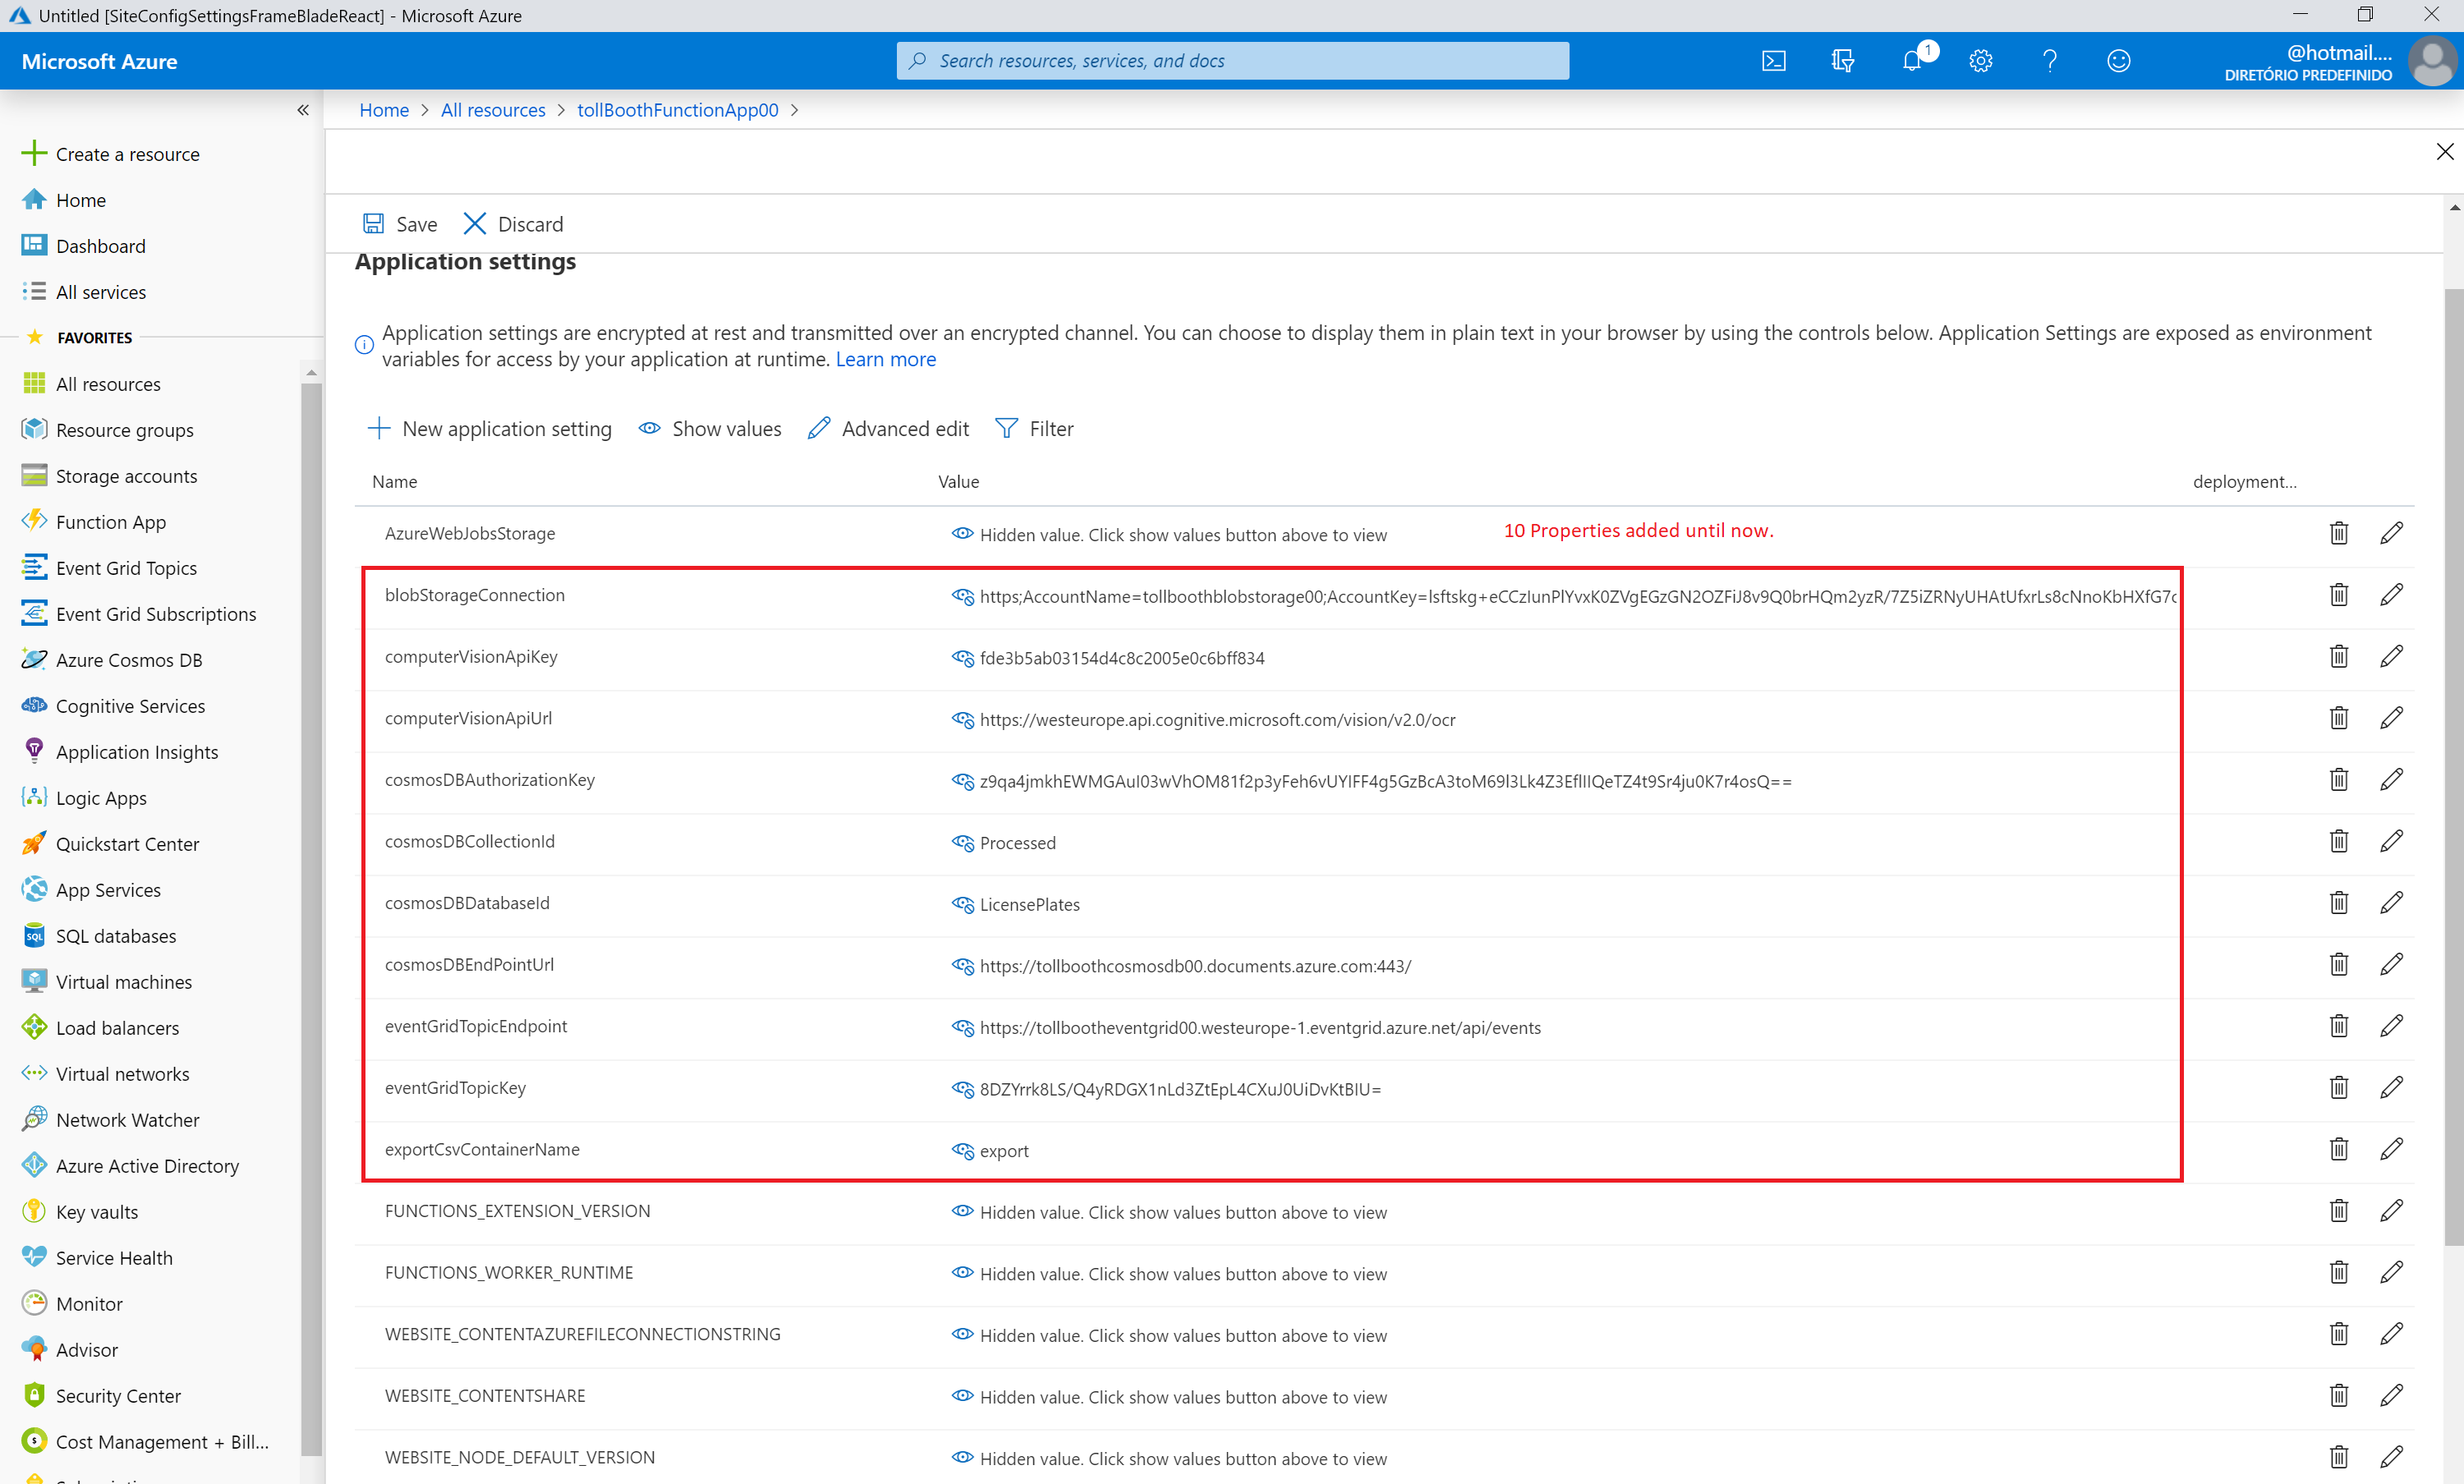 Untitled [SiteConfigSettingsFrameBladeReact] - Microsoft Azure
Microsoft Azure
Search resources, services, and docs
1
@hotmail....
DIRETÓRIO PREDEFINIDO
Home > All resources > tollBoothFunctionApp00 >
Create a resource
Home
Dashboard
All services
FAVORITES
All resources
Resource groups
Storage accounts
Function App
Event Grid Topics
Event Grid Subscriptions
Azure Cosmos DB
Cognitive Services
Application Insights
Logic Apps
Quickstart Center
App Services
SQL databases
Virtual machines
Load balancers
Virtual networks
Network Watcher
Azure Active Directory
Key vaults
Service Health
Monitor
Advisor
Security Center
Cost Management + Bill...
Save Discard
Application settings
Application settings are encrypted at rest and transmitted over an encrypted channel. You can choose to display them in plain text in your browser by using the controls below. Application Settings are exposed as environment
variables for access by your application at runtime. Learn more
New application setting Show values Advanced edit Filter
Name Value deployment...
AzureWebJobsStorage Hidden value. Click show values button above to view 10 Properties added until now.
blobStorageConnection https;AccountName=tollboothblobstorage00;AccountKey=
computerVisionApiKey fde3b5ab03154d4c8c2005e0c6bff834
computerVisionApiUrl https://westeurope.api.cognitive.microsoft.com/vision/v2.0/ocr
cosmosDBAuthorizationKey
cosmosDBCollectionId Processed
cosmosDBDatabaseId LicensePlates
cosmosDBEndPointUrl https://tollboothcosmosdb00.documents.azure.com:443/
eventGridTopicEndpoint https://tollbootheventgrid00.westeurope-1.eventgrid.azure.net/api/events
eventGridTopicKey
exportCsvContainerName export
FUNCTIONS_EXTENSION_VERSION Hidden value. Click show values button above to view
FUNCTIONS_WORKER_RUNTIME Hidden value. Click show values button above to view
WEBSITE_CONTENTAZUREFILECONNECTIONSTRING Hidden value. Click show values button above to view
WEBSITE_CONTENTSHARE Hidden value. Click show values button above to view
WEBSITE_NODE_DEFAULT_VERSION Hidden value. Click show values button above to view